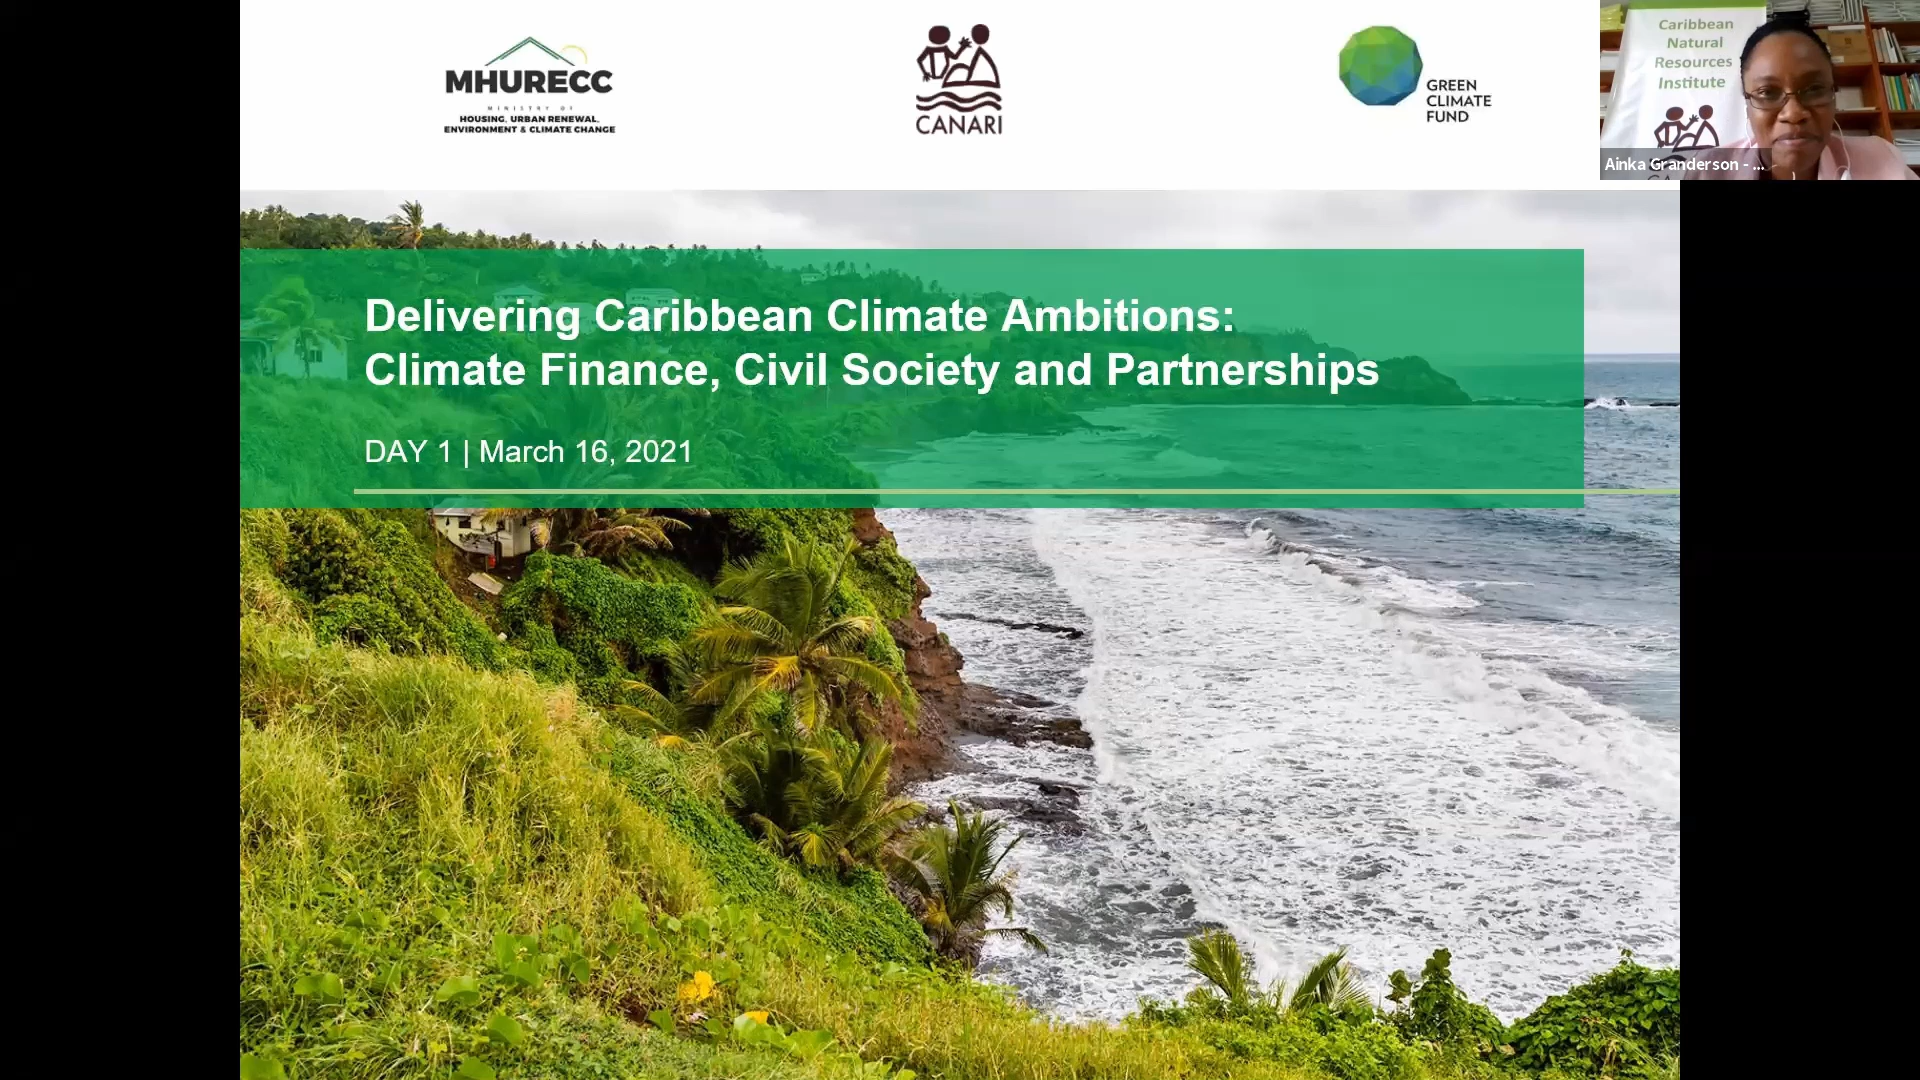 MHURECC
MINISTRY OF
HOUSING, URBAN RENEWAL,
ENVIRONMENT & CLIMATE CHANGE
CANARI
GREEN
CLIMATE
FUND
Caribbean
Natural
Resources
Institute
Ainka Granderson - ...
Delivering Caribbean Climate Ambitions:
Climate Finance, Civil Society and Partnerships
DAY 1 | March 16, 2021